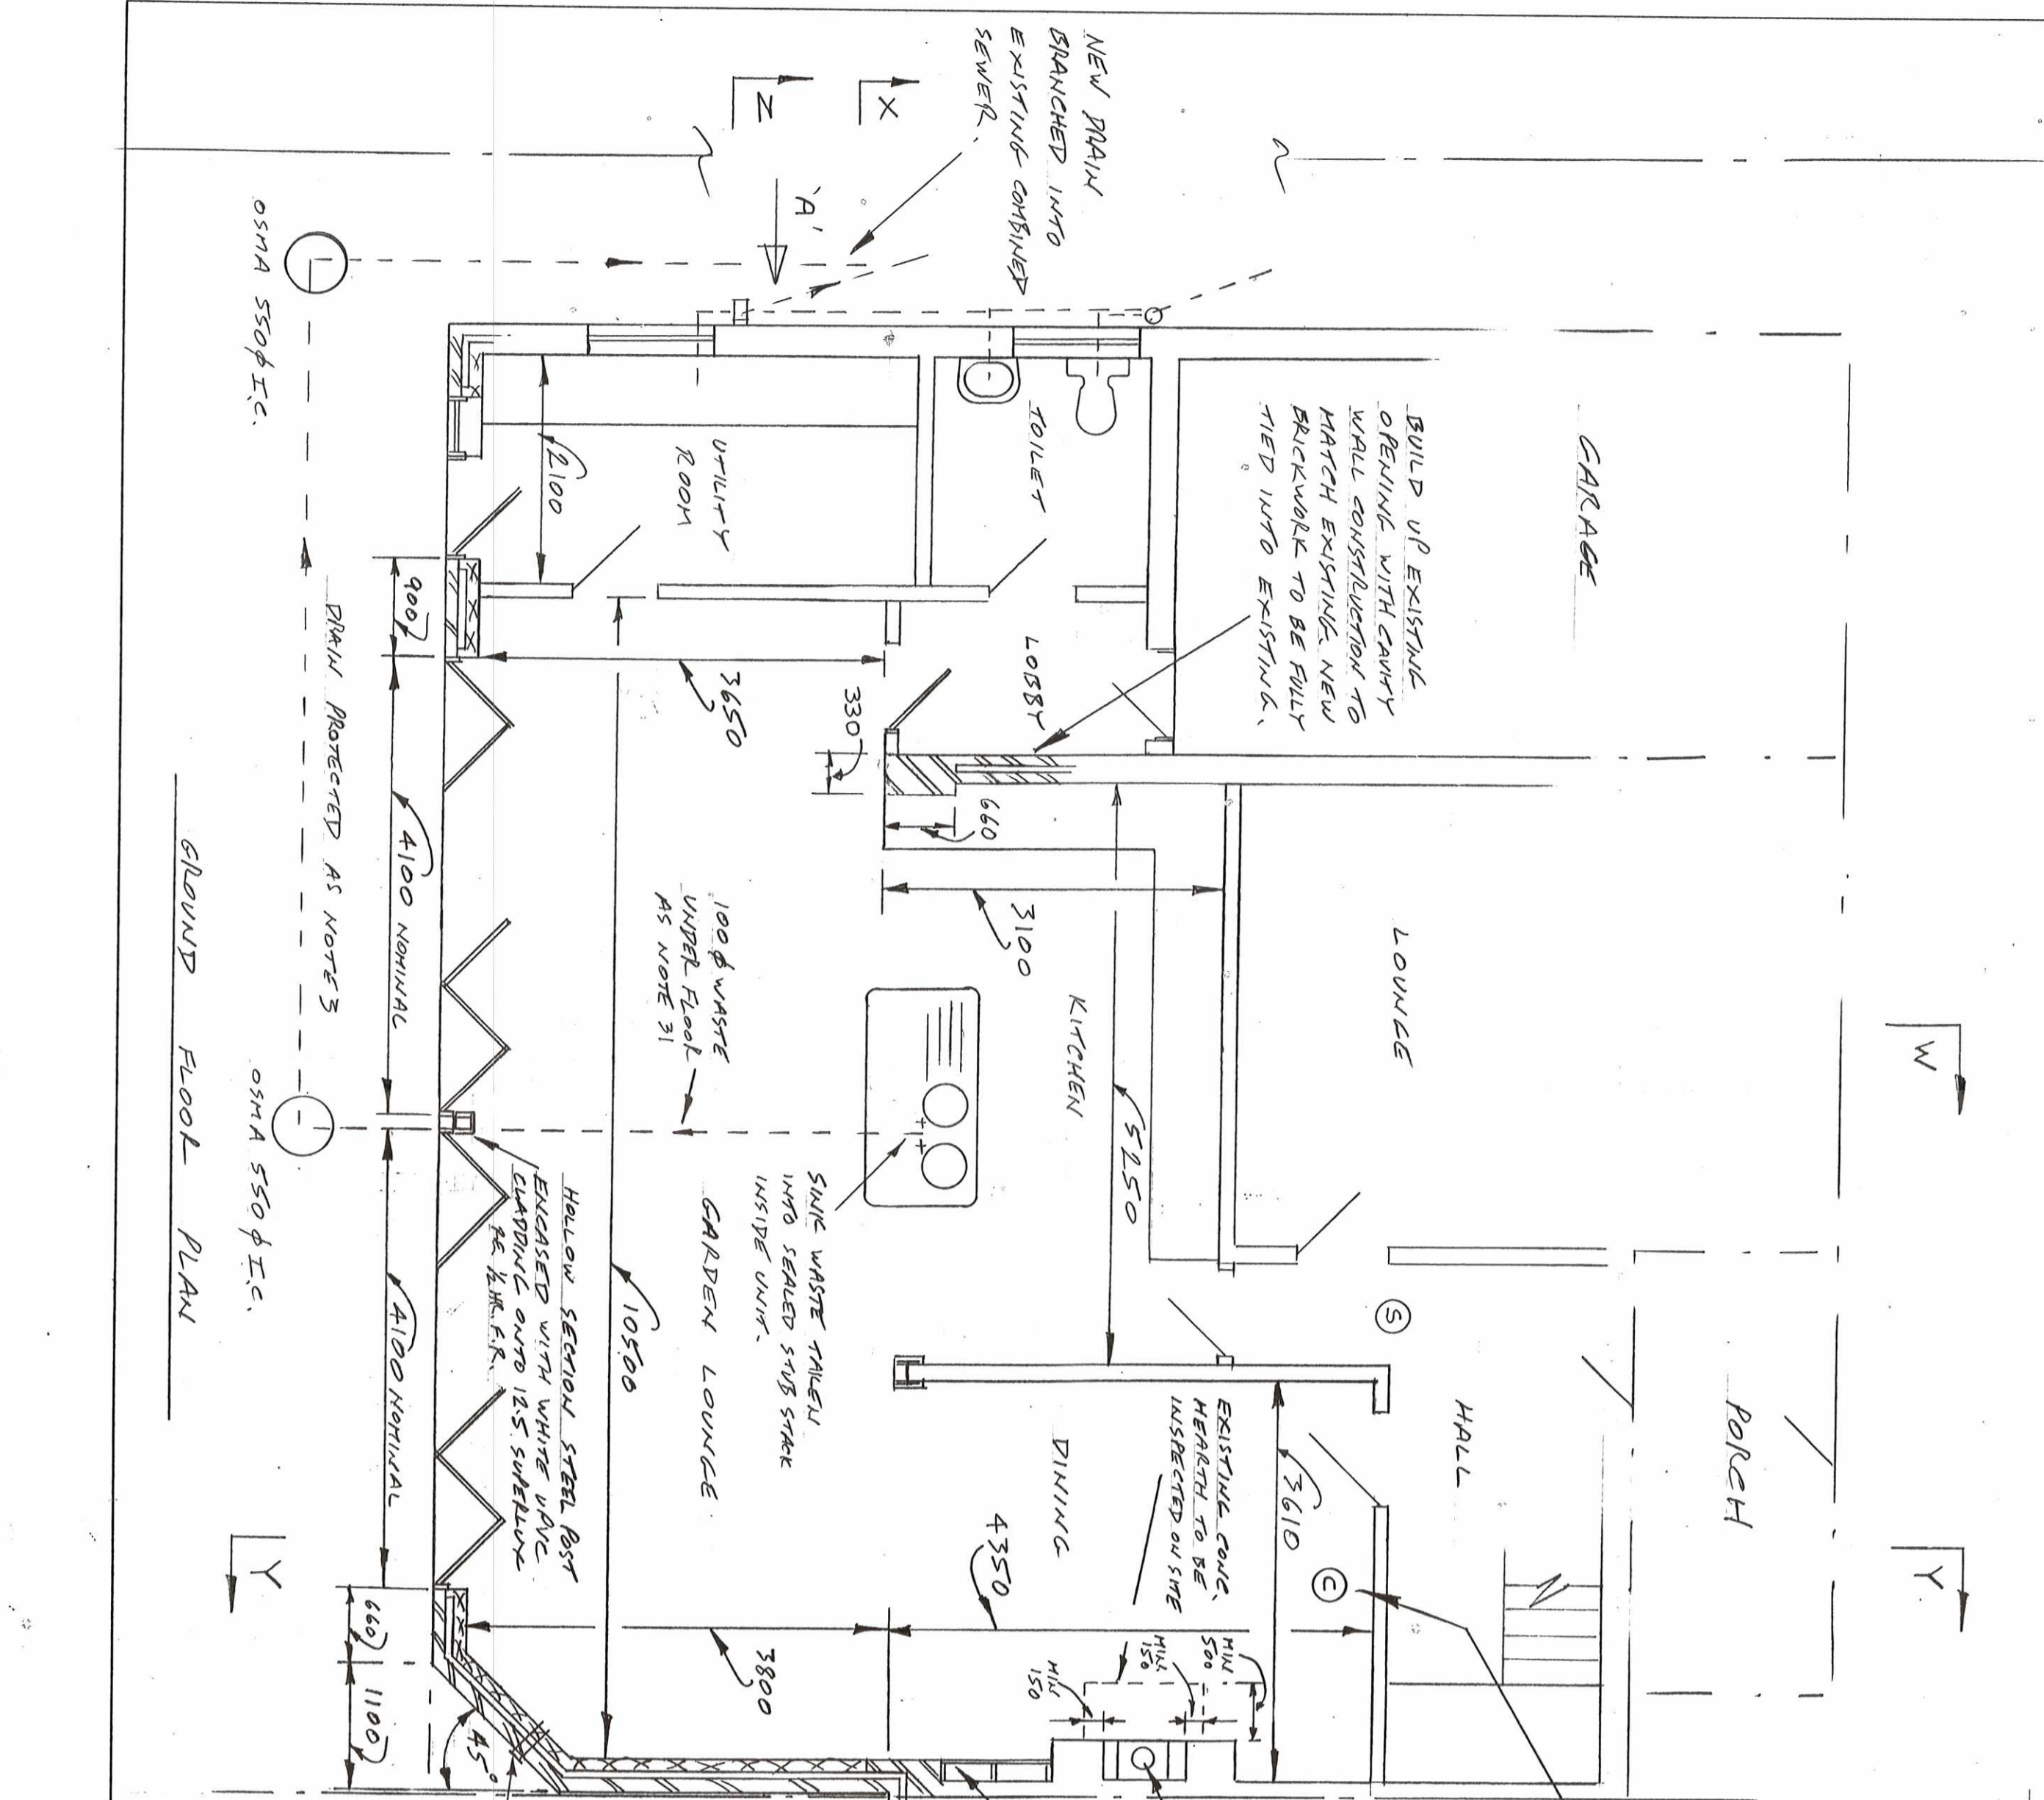 NEW DRAIN
BRANCHED INTO
EXISTING COMBINED
SEWER.
X
Z
'A'
OSMA 550φ I.C.
GARAGE
BUILD UP EXISTING
OPENING WITH CAVITY
WALL CONSTRUCTION TO
MATCH EXISTING. NEW
BRICKWORK TO BE FULLY
TIED INTO EXISTING.
TOILET
UTILITY
ROOM
2100
900
LOBBY
3650
330
660
DRAIN PROTECTED AS NOTE 3
4100 NOMINAL
LOUNGE
W
3100
KITCHEN
5250
100φ WASTE
UNDER FLOOR
AS NOTE 31
SINK WASTE TAKEN
INTO SEALED STUB STACK
INSIDE UNIT.
GARDEN LOUNGE
10500
HOLLOW SECTION STEEL POST
ENCASED WITH WHITE UPVC
CLADDING ONTO 12.5 SUPERLUX
RE ½ HR. F.R.
OSMA 550φ I.C.
4100 NOMINAL
GROUND FLOOR PLAN
S
HALL
PORCH
DINING
EXISTING CONC.
HEARTH TO BE
INSPECTED ON SITE
3610
C
4350
3800
MIN
500
MIN
150
MIN
150
Y
Y
660
1100
45°